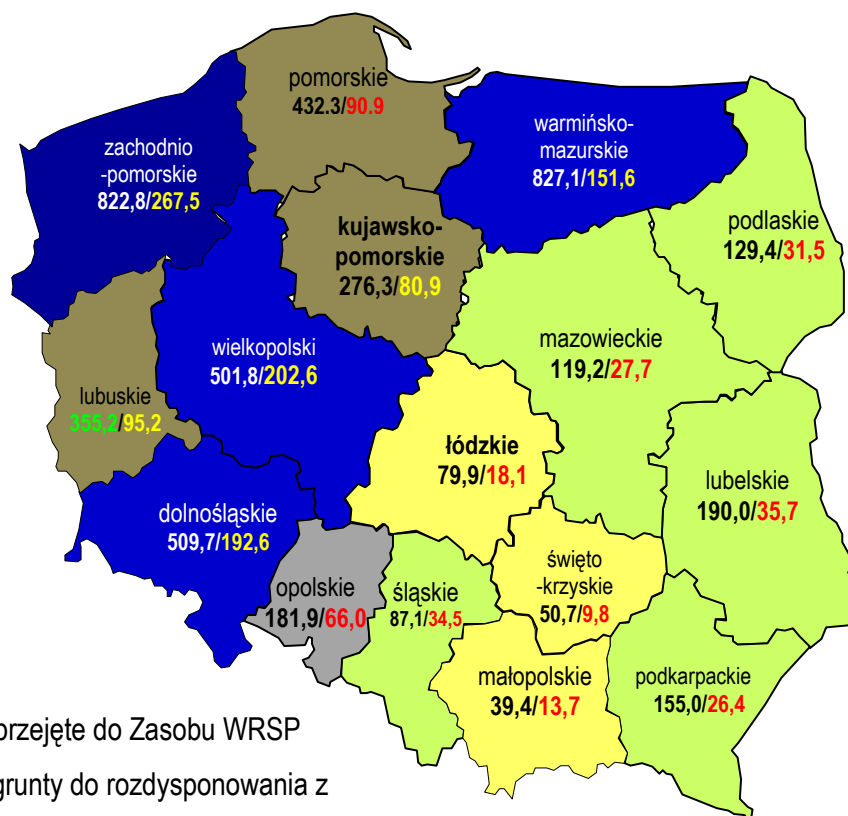 pomorskie
432.3/90.9
warmińsko-
mazurskie
827,1/151,6
zachodnio
-pomorskie
822,8/267,5
podlaskie
129,4/31,5
kujawsko-
pomorskie
276,3/80,9
mazowieckie
119,2/27,7
wielkopolski
501,8/202,6
lubuskie
355,2/95,2
łódzkie
79,9/18,1
lubelskie
190,0/35,7
dolnośląskie
509,7/192,6
opolskie
181,9/66,0
śląskie
87,1/34,5
święto
-krzyskie
50,7/9,8
małopolskie
39,4/13,7
podkarpackie
155,0/26,4
przejęte do Zasobu WRSP
grunty do rozdysponowania z